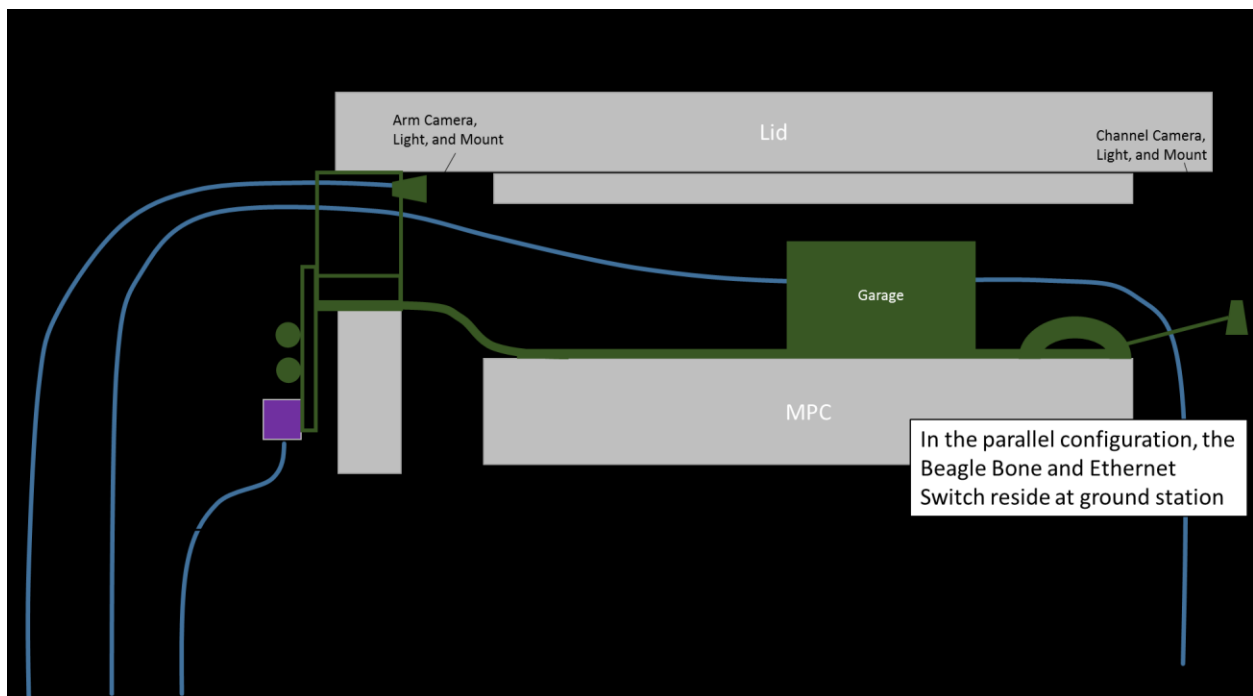 Arm Camera,
Light, and Mount
Lid
Channel Camera,
Light, and Mount
Garage
MPC
In the parallel configuration, the
Beagle Bone and Ethernet
Switch reside at ground station